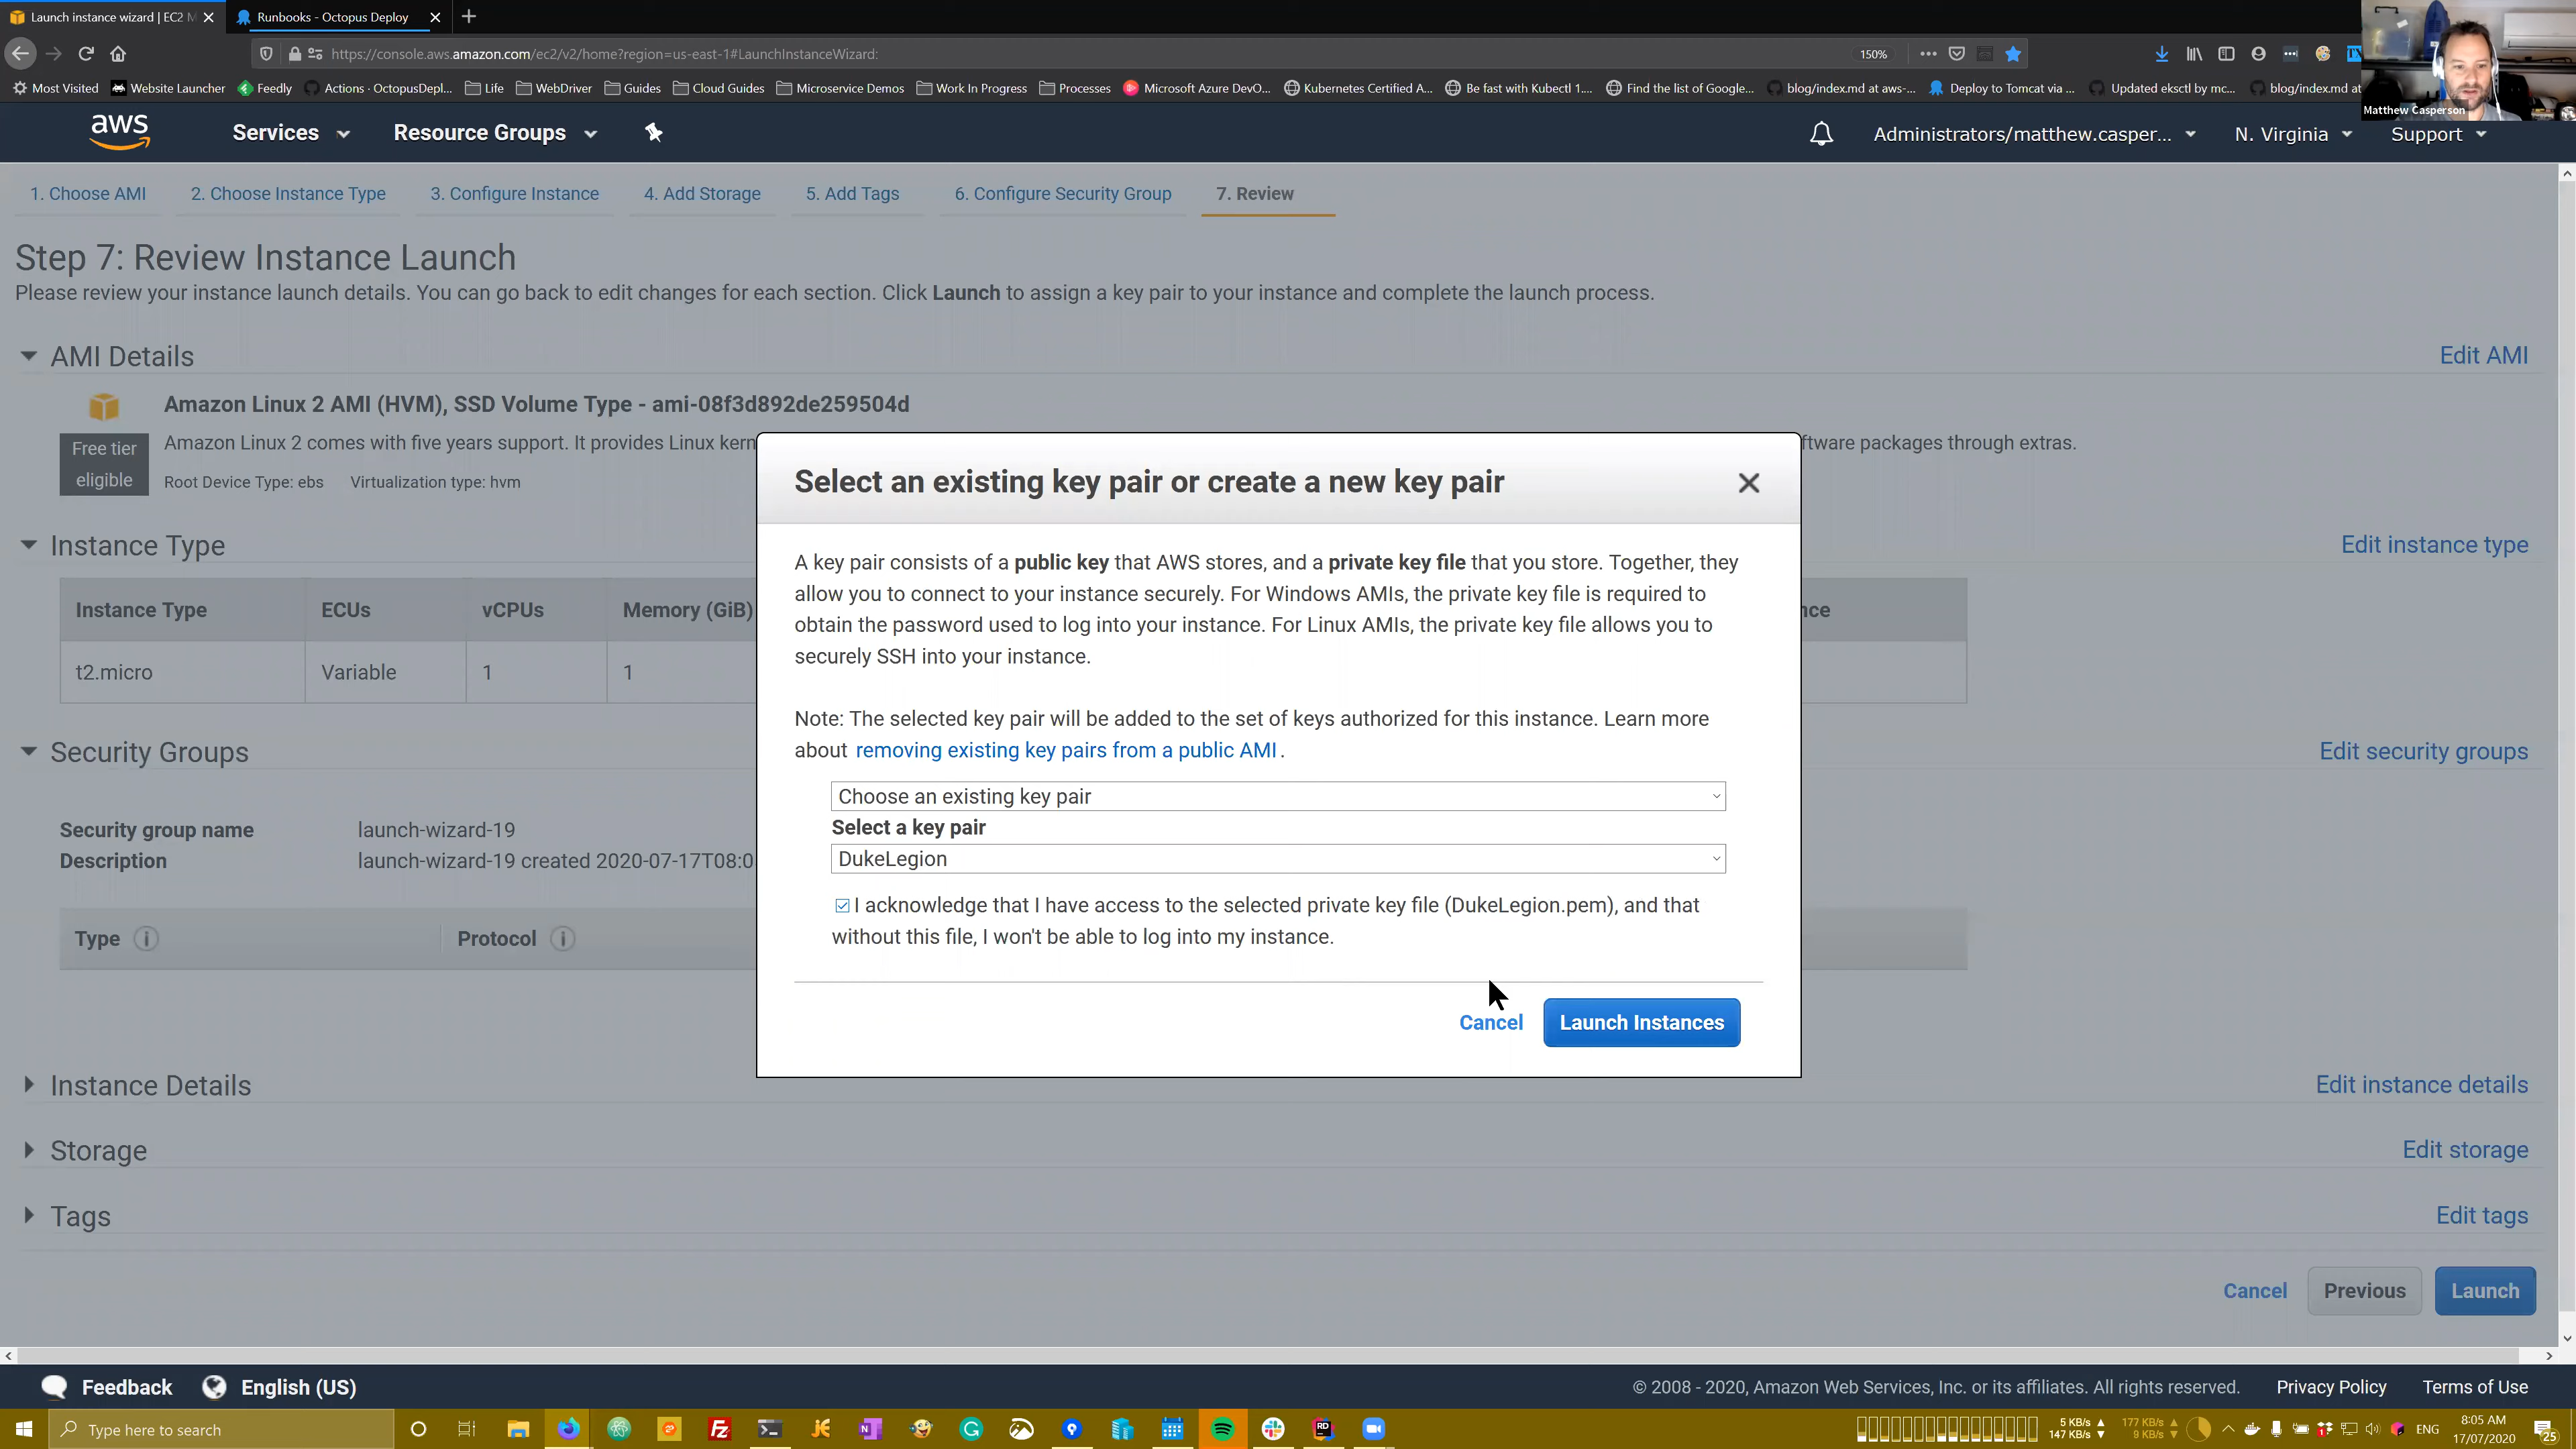 Launch instance wizard | EC2 M
Runbooks - Octopus Deploy
https://console.aws.amazon.com/ec2/v2/home?region=us-east-1#LaunchInstanceWizard:
150%
Most Visited
Website Launcher
Feedly
Actions · OctopusDepl...
Life
WebDriver
Guides
Cloud Guides
Microservice Demos
Work In Progress
Processes
Microsoft Azure DevO...
Kubernetes Certified A...
Be fast with Kubectl 1....
Find the list of Google...
blog/index.md at aws-...
Deploy to Tomcat via ...
Updated eksctl by mc...
blog/index.md at
Matthew Casperson
aws
Services
Resource Groups
Administrators/matthew.casper...
N. Virginia
Support
1. Choose AMI
2. Choose Instance Type
3. Configure Instance
4. Add Storage
5. Add Tags
6. Configure Security Group
7. Review
Step 7: Review Instance Launch
Please review your instance launch details. You can go back to edit changes for each section. Click Launch to assign a key pair to your instance and complete the launch process.
AMI Details
Edit AMI
Amazon Linux 2 AMI (HVM), SSD Volume Type - ami-08f3d892de259504d
Free tier
eligible
Amazon Linux 2 comes with five years support. It provides Linux kern
ftware packages through extras.
Root Device Type: ebs
Virtualization type: hvm
Instance Type
Edit instance type
Instance Type
ECUs
vCPUs
Memory (GiB)
nce
t2.micro
Variable
1
1
Security Groups
Edit security groups
Security group name
launch-wizard-19
Description
launch-wizard-19 created 2020-07-17T08:0
Type
Protocol
Select an existing key pair or create a new key pair
A key pair consists of a public key that AWS stores, and a private key file that you store. Together, they
allow you to connect to your instance securely. For Windows AMIs, the private key file is required to
obtain the password used to log into your instance. For Linux AMIs, the private key file allows you to
securely SSH into your instance.
Note: The selected key pair will be added to the set of keys authorized for this instance. Learn more
about removing existing key pairs from a public AMI .
Choose an existing key pair
Select a key pair
DukeLegion
I acknowledge that I have access to the selected private key file (DukeLegion.pem), and that
without this file, I won't be able to log into my instance.
Cancel
Launch Instances
Instance Details
Edit instance details
Storage
Edit storage
Tags
Edit tags
Cancel
Previous
Launch
Feedback
English (US)
© 2008 - 2020, Amazon Web Services, Inc. or its affiliates. All rights reserved.
Privacy Policy
Terms of Use
Type here to search
5 KB/s
147 KB/s
177 KB/s
9 KB/s
ENG
8:05 AM
17/07/2020
25